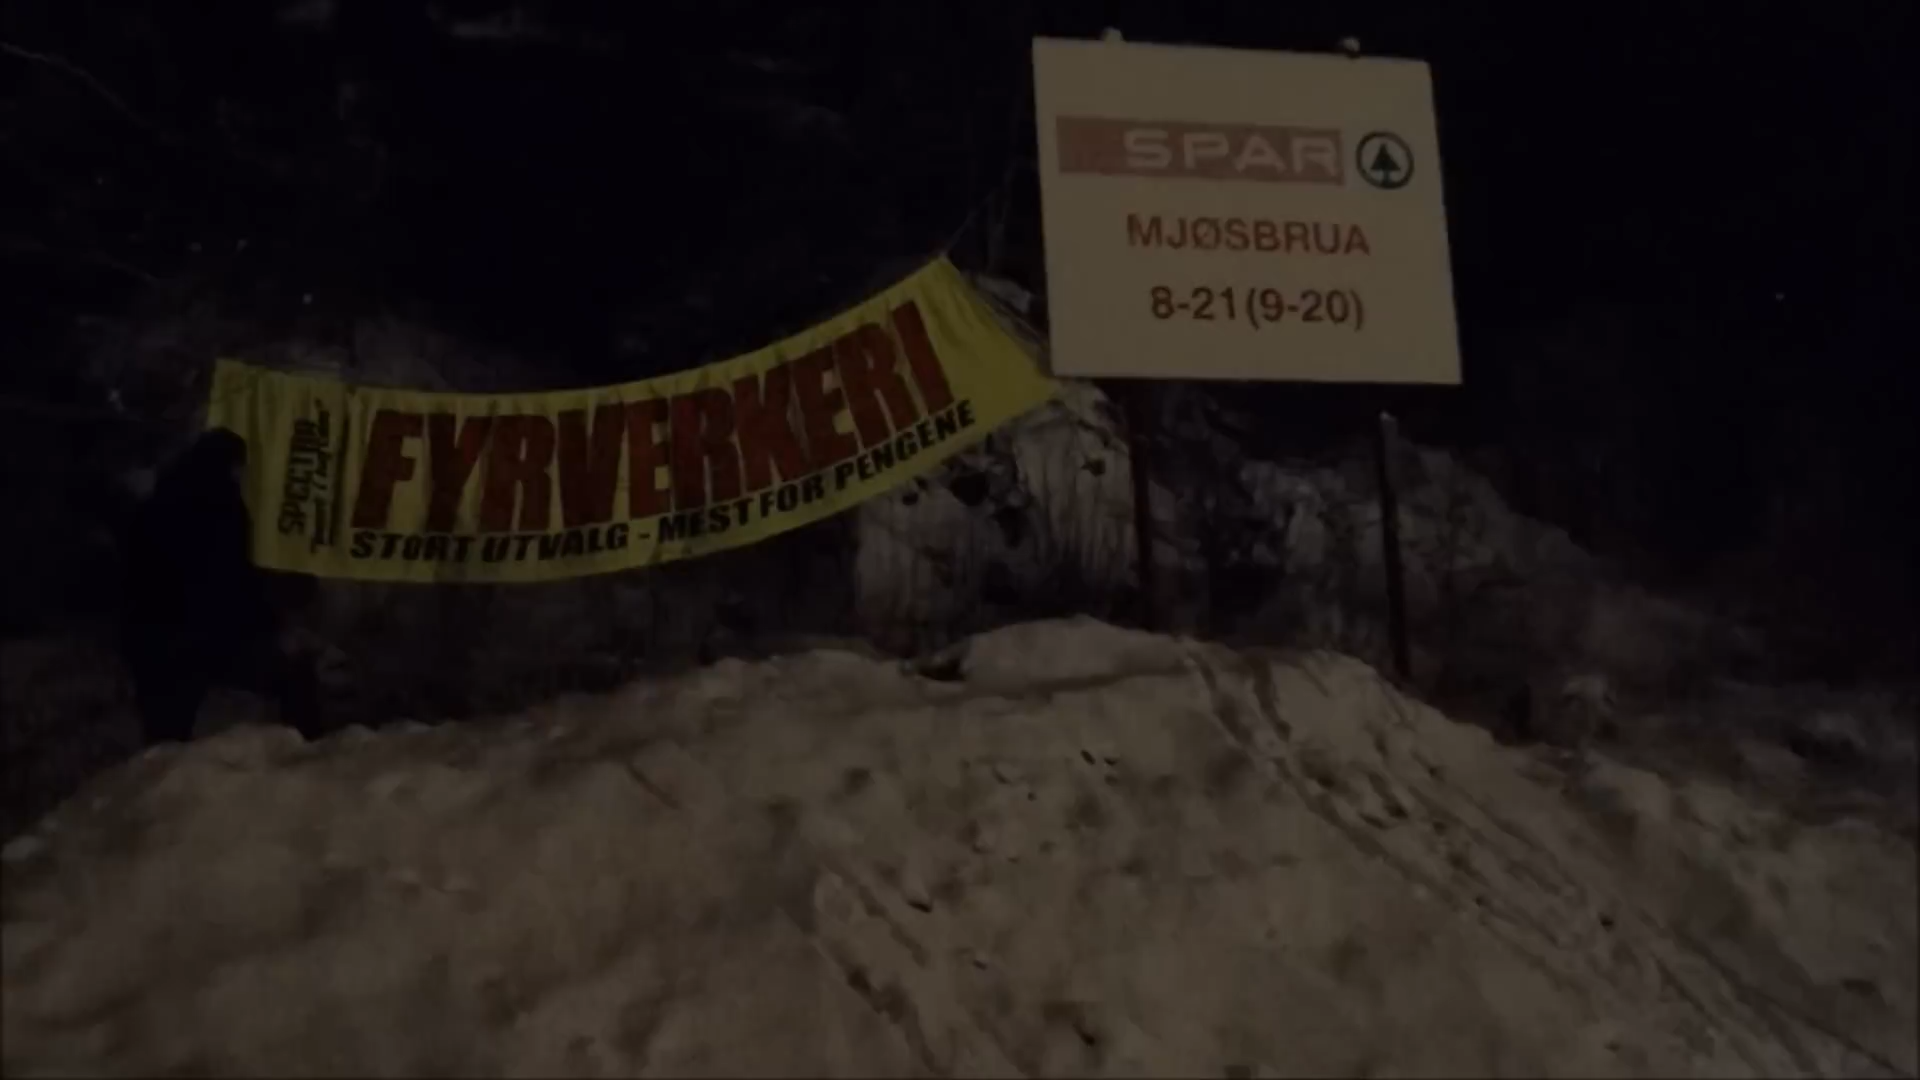 SPAR
MJØSBRUA
8-21(9-20)
FYRVERKERI
STORT UTVALG - MEST FOR PENGENE